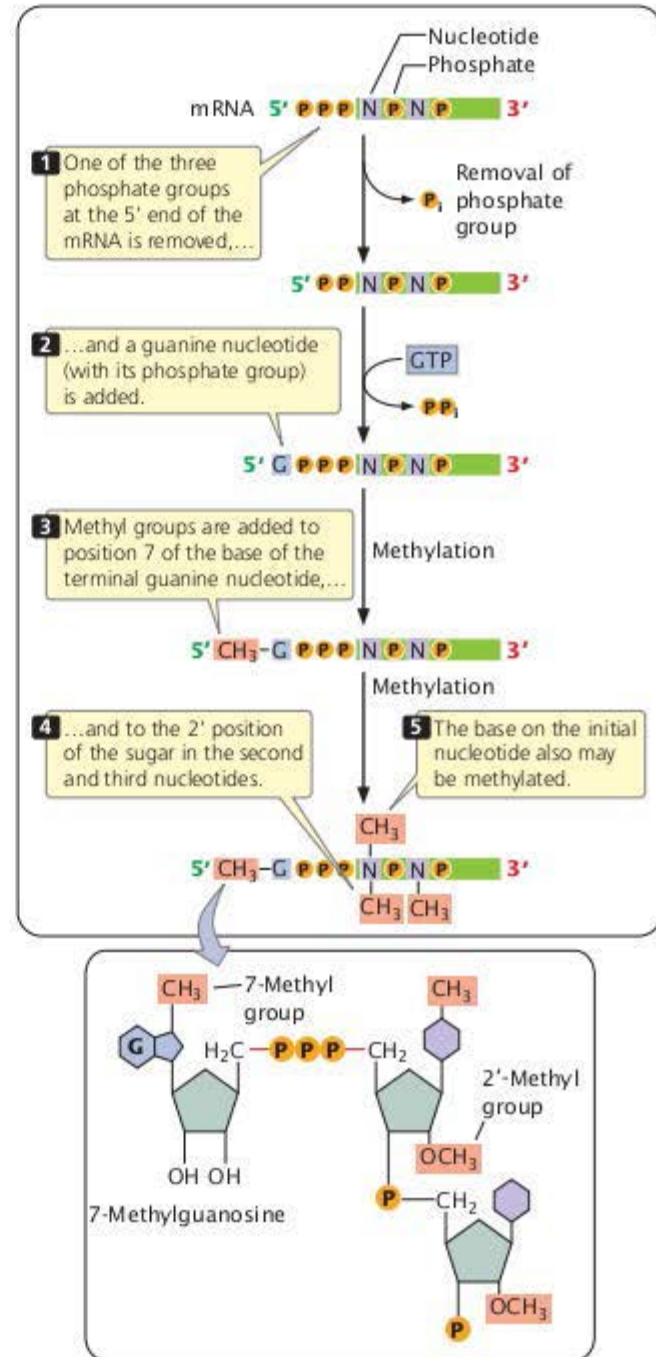 Nucleotide
Phosphate
mRNA 5′ P P P N P N P 3′
1 One of the three
phosphate groups
at the 5′ end of the
mRNA is removed,...
Pi
Removal of
phosphate
group
5′ P P N P N P 3′
2 ...and a guanine nucleotide
(with its phosphate group)
is added.
GTP
PPi
5′ G P P P N P N P 3′
3 Methyl groups are added to
position 7 of the base of the
terminal guanine nucleotide,...
Methylation
5′ CH3–G P P P N P N P 3′
Methylation
4 ...and to the 2′ position
of the sugar in the second
and third nucleotides.
5 The base on the initial
nucleotide also may
be methylated.
CH3
5′ CH3–G P P P N P N P 3′
CH3 CH3
CH3
7-Methyl
group
CH3
G
H2C P P P CH2
2′-Methyl
group
OCH3
OH OH
7-Methylguanosine
P CH2
OCH3
P